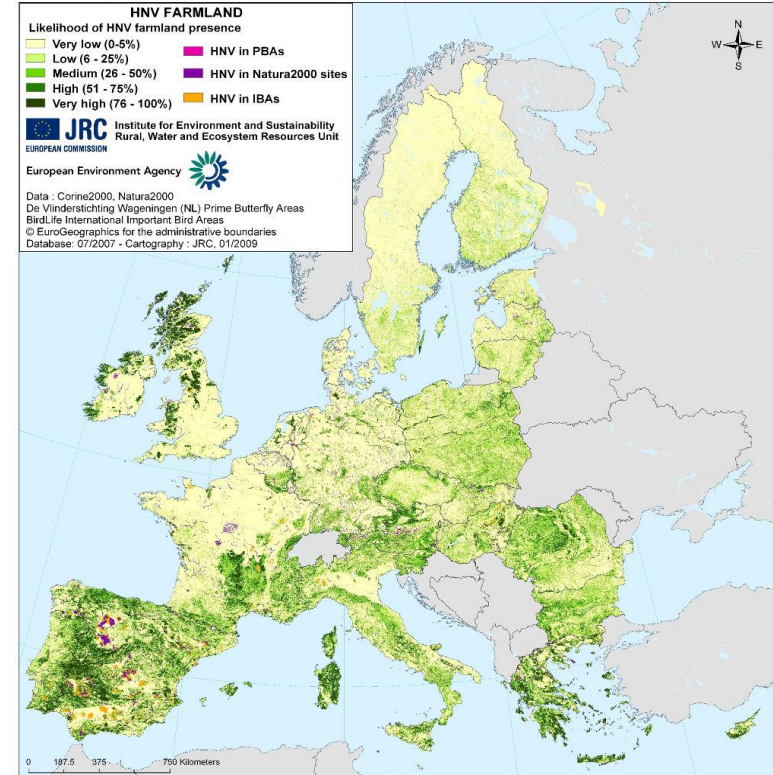 HNV FARMLAND
Likelihood of HNV farmland presence
Very low (0-5%)
Low (6 - 25%)
Medium (26 - 50%)
High (51 - 75%)
Very high (76 - 100%)
HNV in PBAs
HNV in Natura2000 sites
HNV in IBAs
JRC
EUROPEAN COMMISSION
Institute for Environment and Sustainability
Rural, Water and Ecosystem Resources Unit
European Environment Agency
Data : Corine2000, Natura2000
De Vlinderstichting Wageningen (NL) Prime Butterfly Areas
BirdLife International Important Bird Areas
© EuroGeographics for the administrative boundaries
Database: 07/2007 - Cartography : JRC, 01/2009
N
W E
S
0 187.5 375 750 Kilometers